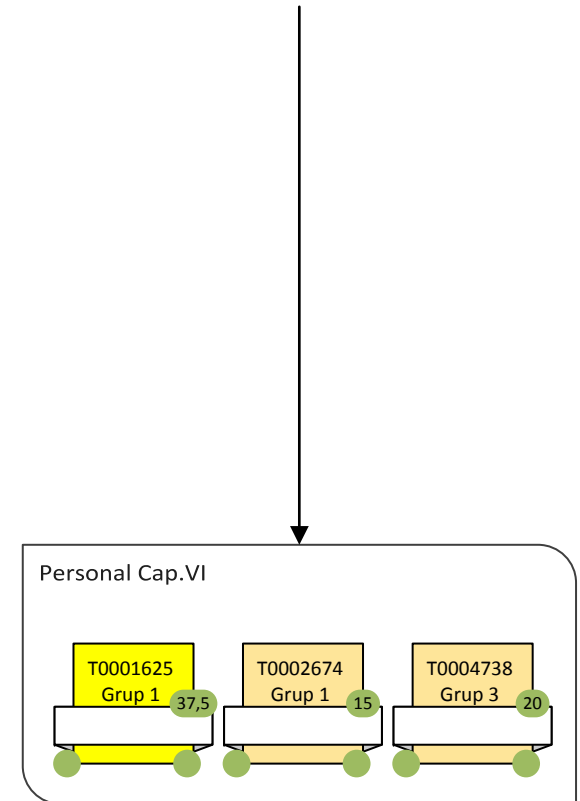 Personal Cap.VI
T0001625
Grup 1
37,5
T0002674
Grup 1
15
T0004738
Grup 3
20